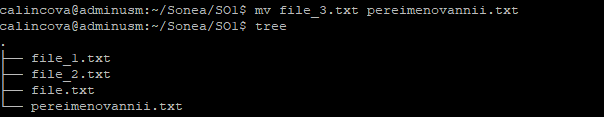 calincova@adminusm:~/Sonea/SO1$ mv file_3.txt pereimenovannii.txt
calincova@adminusm:~/Sonea/SO1$ tree
.
├── file_1.txt
├── file_2.txt
├── file.txt
└── pereimenovannii.txt